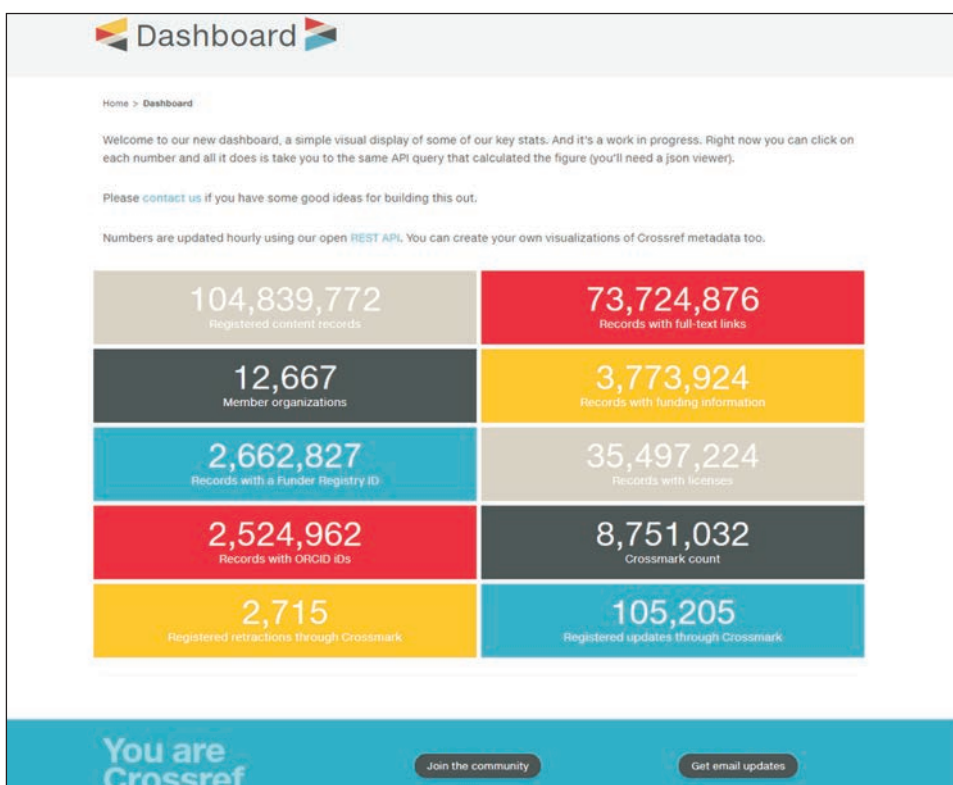 Dashboard
Home > Dashboard
Welcome to our new dashboard, a simple visual display of some of our key stats. And it's a work in progress. Right now you can click on
each number and all it does is take you to the same API query that calculated the figure (you'll need a json viewer).
Please contact us if you have some good ideas for building this out.
Numbers are updated hourly using our open REST API. You can create your own visualizations of Crossref metadata too.
104,839,772
Registered content records
73,724,876
Records with full-text links
12,667
Member organizations
3,773,924
Records with funding information
2,662,827
Records with a Funder Registry ID
35,497,224
Records with licenses
2,524,962
Records with ORCID iDs
8,751,032
Crossmark count
2,715
Registered retractions through Crossmark
105,205
Registered updates through Crossmark
You are
Crossref
Join the community
Get email updates